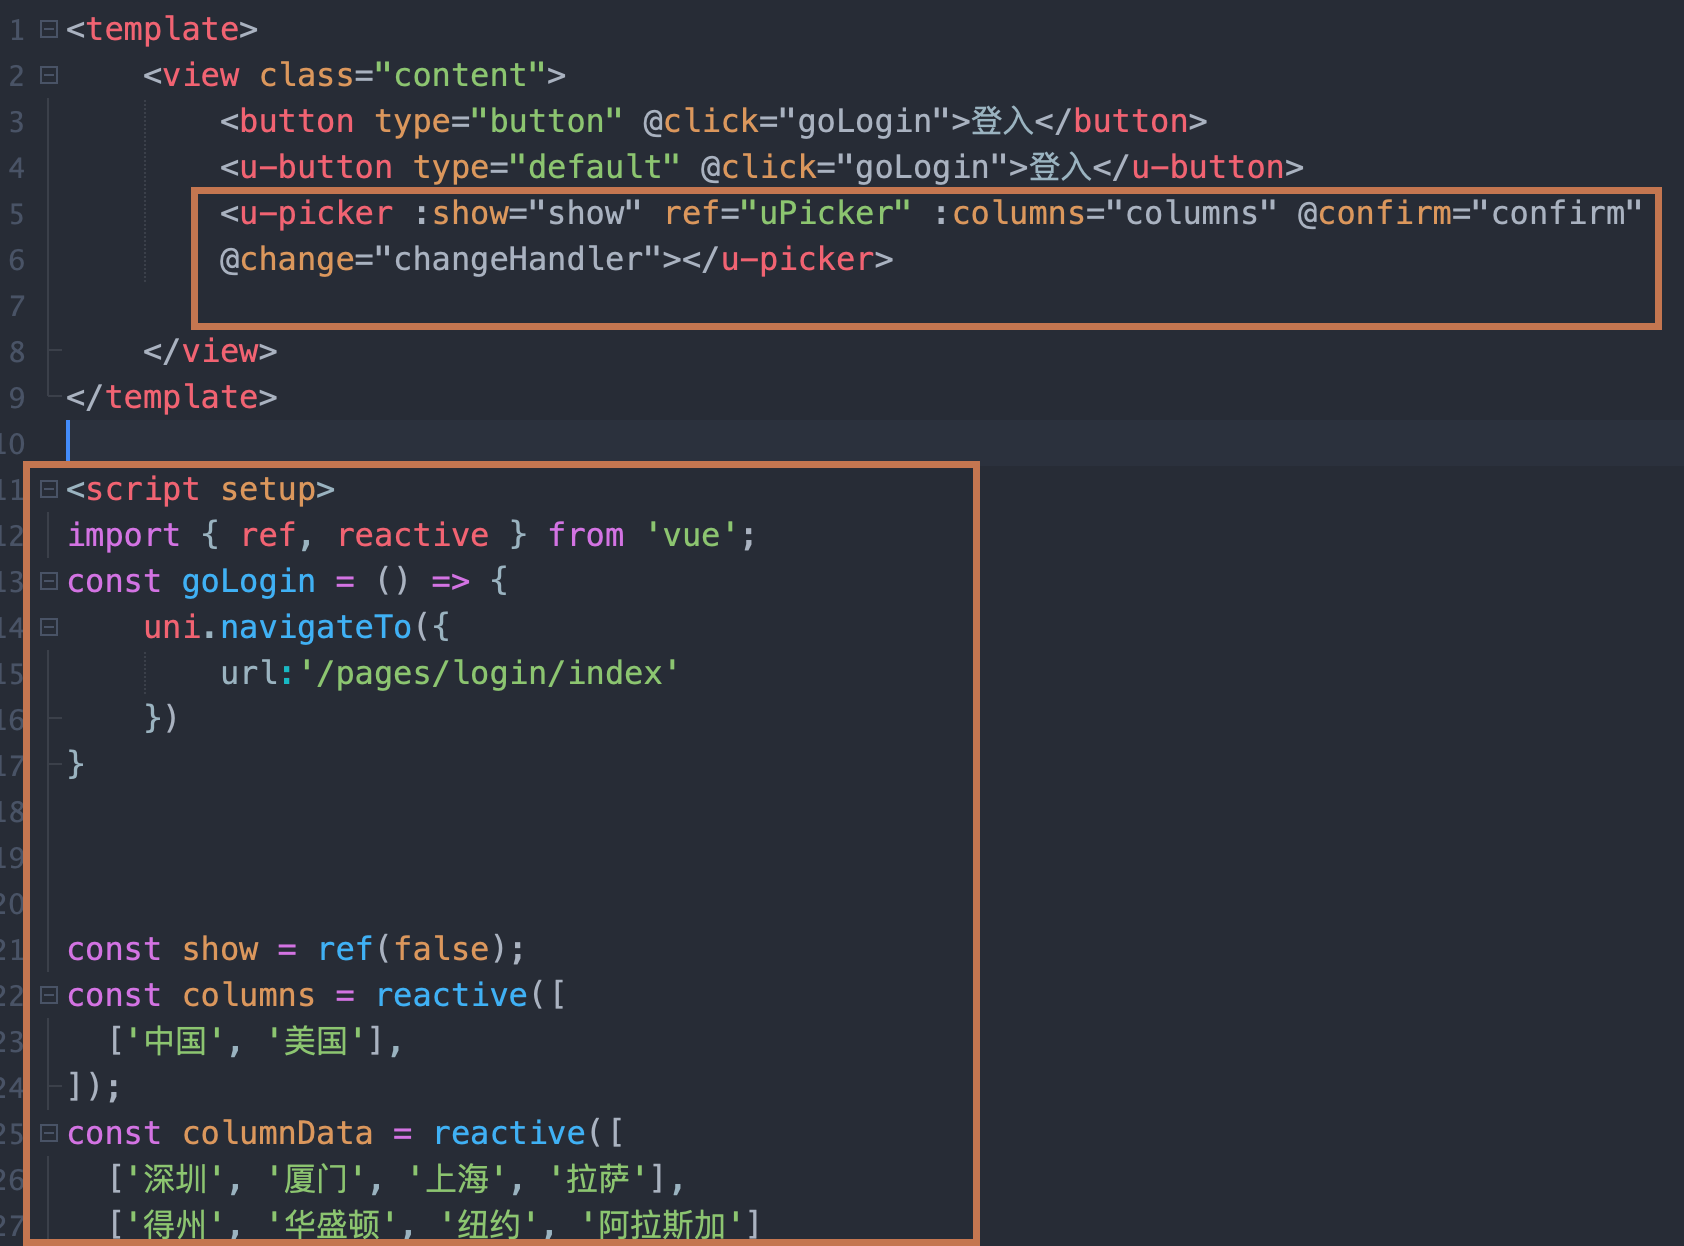 1 <template>
2 <view class="content">
3 <button type="button" @click="goLogin">登入</button>
4 <u-button type="default" @click="goLogin">登入</u-button>
5 <u-picker :show="show" ref="uPicker" :columns="columns" @confirm="confirm"
6 @change="changeHandler"></u-picker>
7
8 </view>
9 </template>
10
11 <script setup>
12 import { ref, reactive } from 'vue';
13 const goLogin = () => {
14 uni.navigateTo({
15 url:'/pages/login/index'
16 })
17 }
18
19
20
21 const show = ref(false);
22 const columns = reactive([
23 ['中国', '美国'],
24 ]);
25 const columnData = reactive([
26 ['深圳', '厦门', '上海', '拉萨'],
27 ['得州', '华盛顿', '纽约', '阿拉斯加']